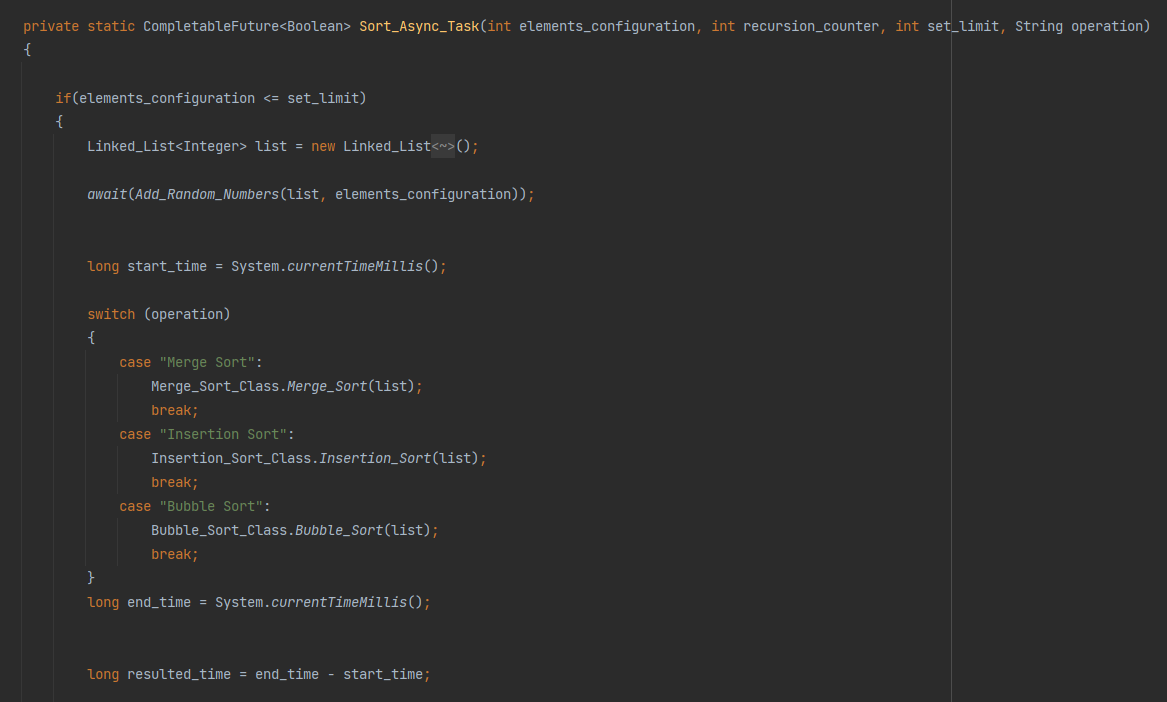 private static CompletableFuture<Boolean> Sort_Async_Task(int elements_configuration, int recursion_counter, int set_limit, String operation)
{
if(elements_configuration <= set_limit)
{
Linked_List<Integer> list = new Linked_List<~>();
await(Add_Random_Numbers(list, elements_configuration));
long start_time = System.currentTimeMillis();
switch (operation)
{
case "Merge Sort":
Merge_Sort_Class.Merge_Sort(list);
break;
case "Insertion Sort":
Insertion_Sort_Class.Insertion_Sort(list);
break;
case "Bubble Sort":
Bubble_Sort_Class.Bubble_Sort(list);
break;
}
long end_time = System.currentTimeMillis();
long resulted_time = end_time - start_time;